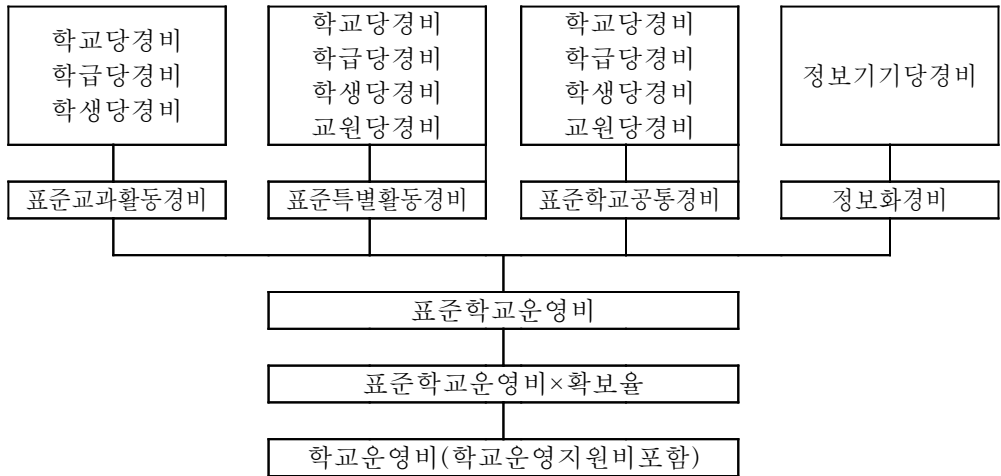 학교당경비
학급당경비
학생당경비
학교당경비
학급당경비
학생당경비
교원당경비
학교당경비
학급당경비
학생당경비
교원당경비
정보기기당경비
표준교과활동경비
표준특별활동경비
표준학교공통경비
정보화경비
표준학교운영비
표준학교운영비×확보율
학교운영비(학교운영지원비포함)